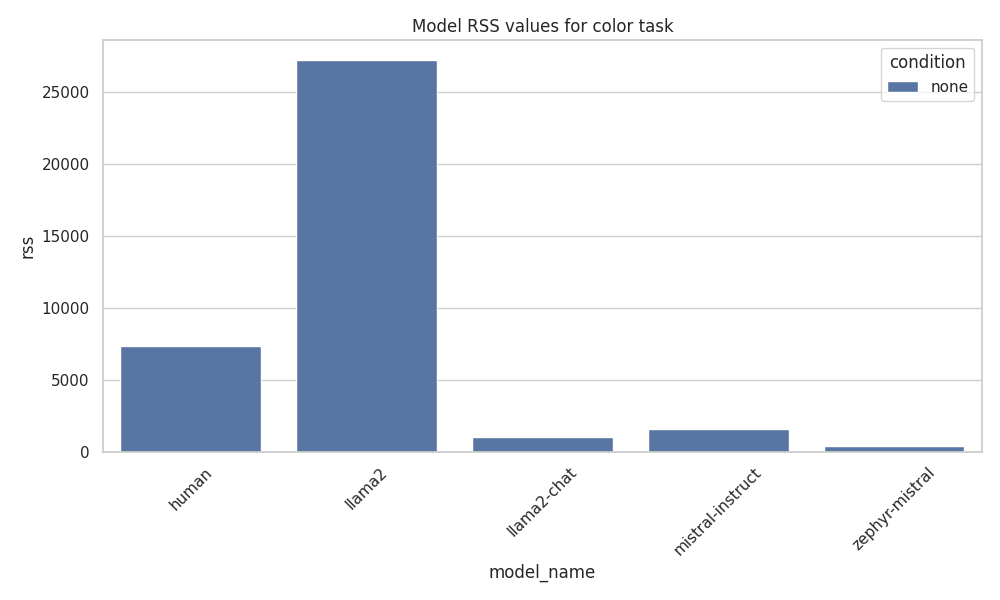 Model RSS values for color task
condition
none
rss
25000
20000
15000
10000
5000
0
human
llama2
llama2-chat
mistral-instruct
zephyr-mistral
model_name